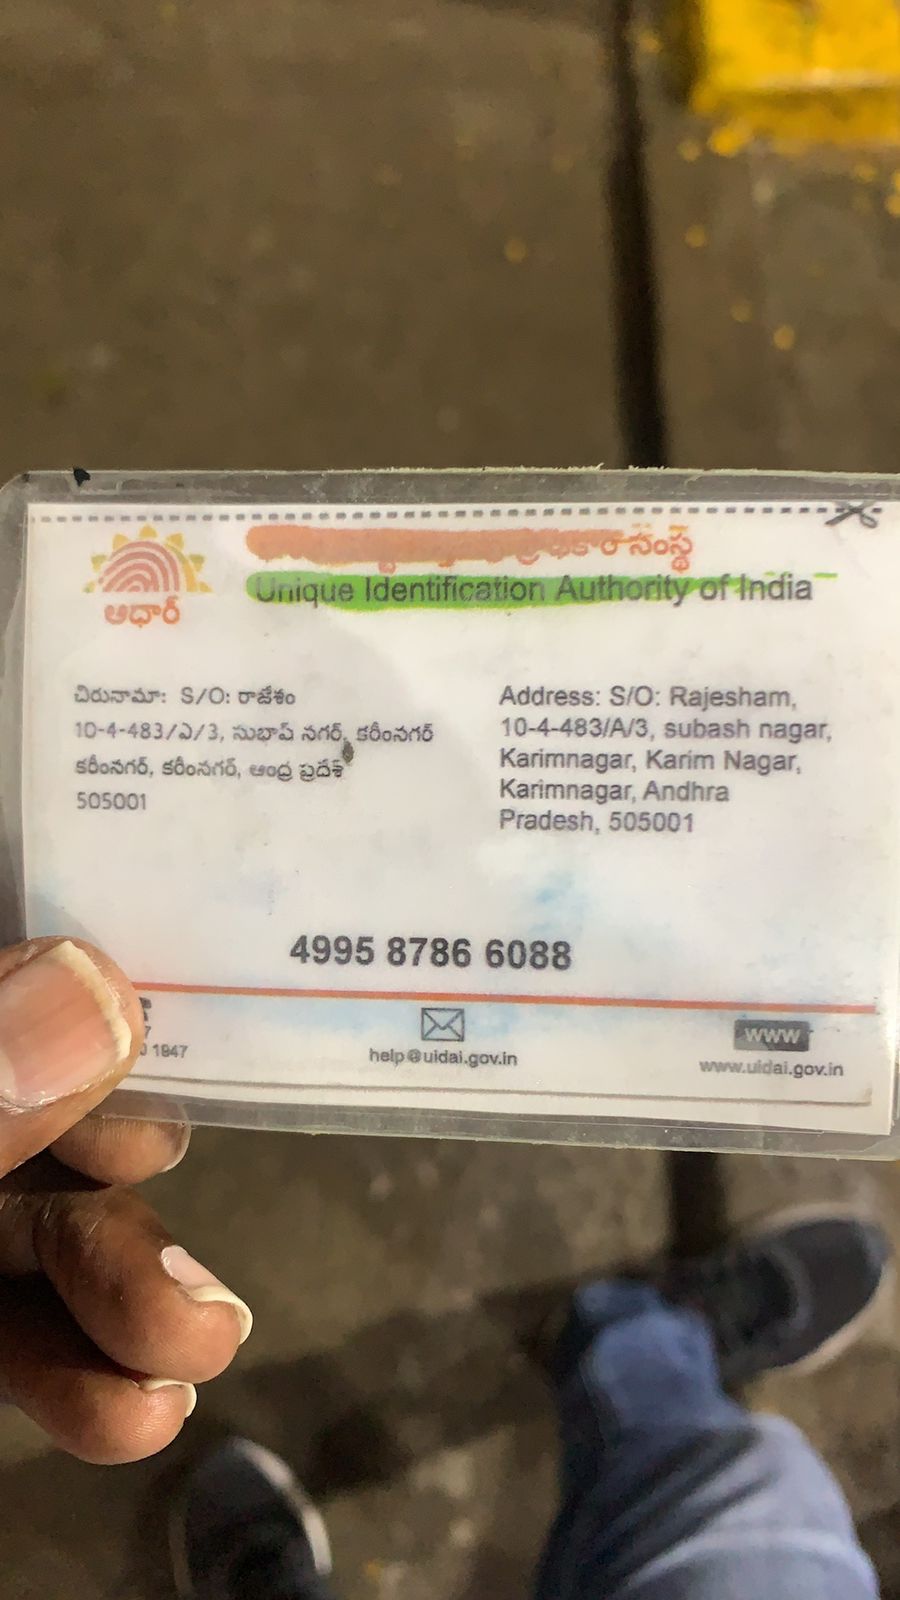 సంస్థ
Unique Identification Authority of India
ఆధార్
చిరునామా: S/O: రాజేశం
10-4-483/ఎ/3, సుభాష్ నగర్, కరీంనగర్
కరీంనగర్, కరీంనగర్, ఆంధ్ర ప్రదేశ్
505001
Address: S/O: Rajesham,
10-4-483/A/3, subash nagar,
Karimnagar, Karim Nagar,
Karimnagar, Andhra
Pradesh, 505001
4995 8786 6088
1947
help@uidai.gov.in
www
www.uidai.gov.in